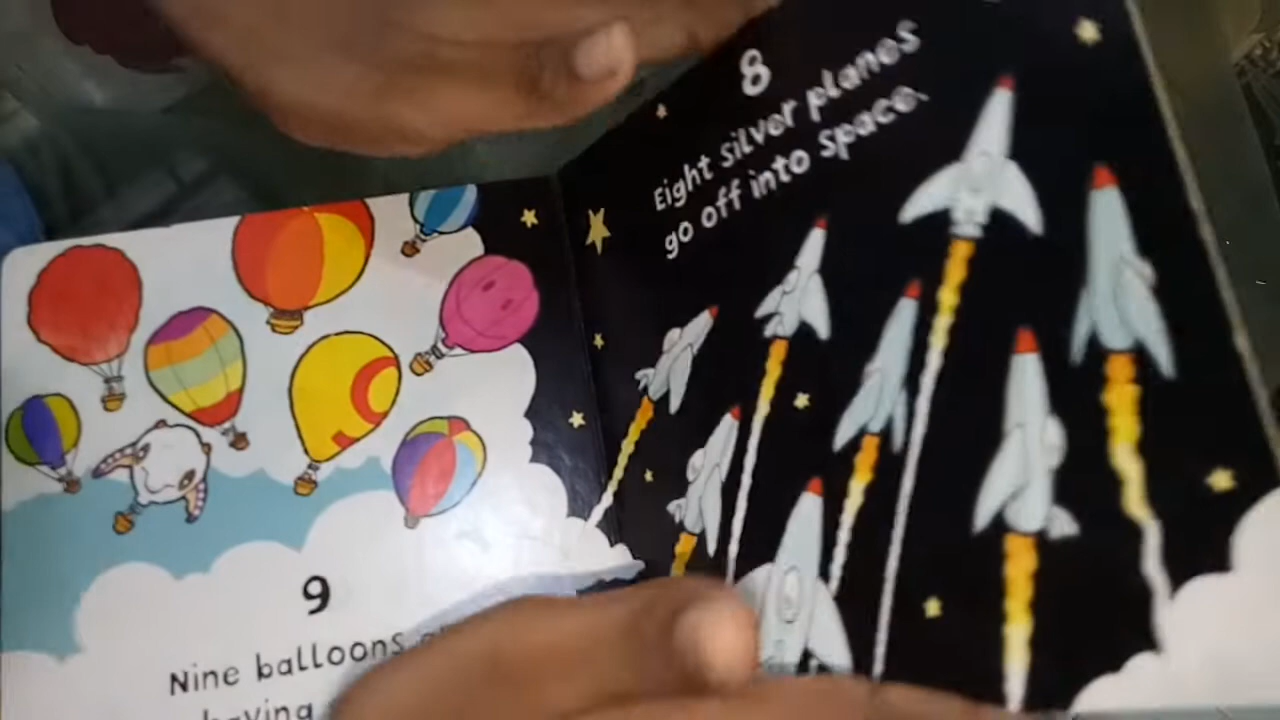 9
Nine balloons
having
8
Eight silver planes
go off into space.